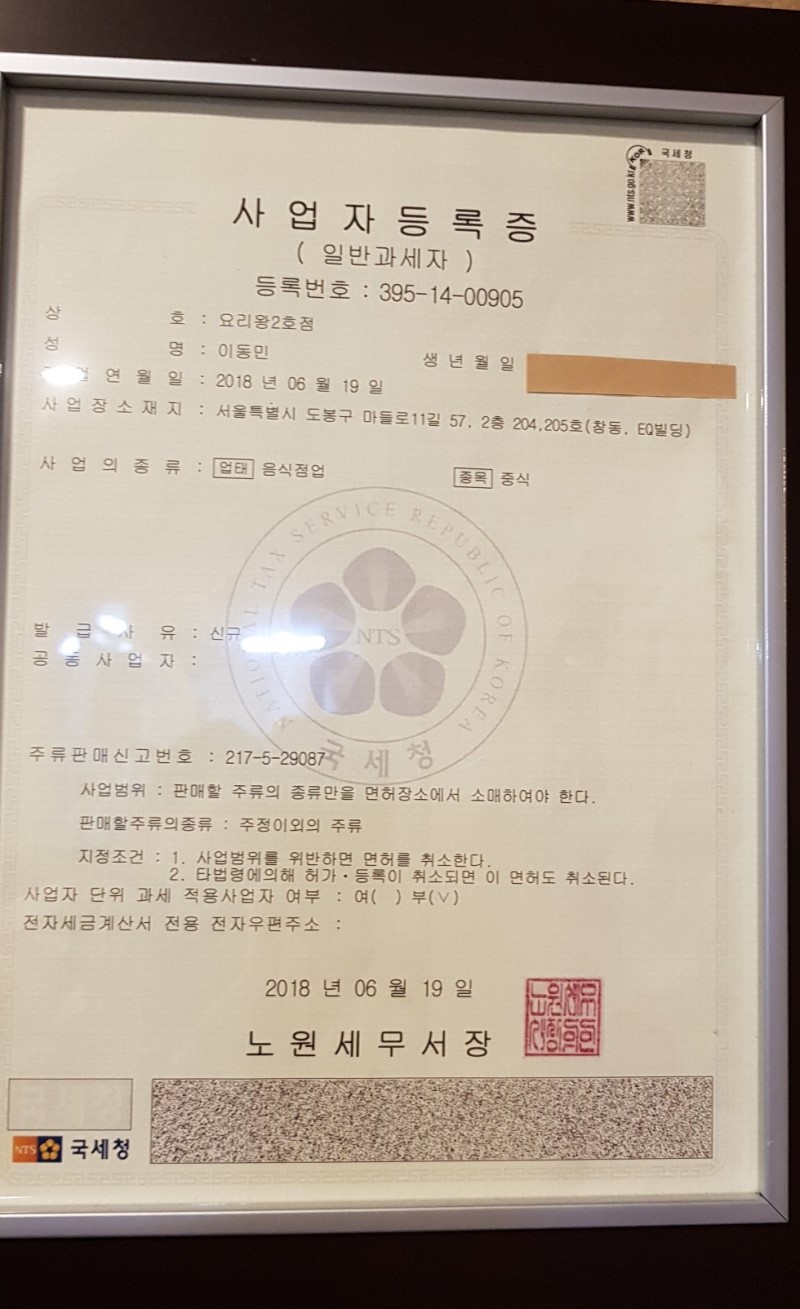 국세청
www.nts.go.kr
사업자등록증
( 일반과세자 )
등록번호 : 395-14-00905
상 호 : 요리왕2호점
성 명 : 이동민 생년월일
업 연 월 일 : 2018 년 06 월 19 일
사업장소재지 : 서울특별시 도봉구 마들로11길 57, 2층 204,205호(창동, EQ빌딩)
사업의 종류 : 업태 음식점업 종목 중식
NATIONAL TAX SERVICE REPUBLIC OF KOREA
NTS
국세청
발 급 사 유 : 신규
공동사업자 :
주류판매신고번호 : 217-5-29087
사업범위 : 판매할 주류의 종류만을 면허장소에서 소매하여야 한다.
판매할주류의종류 : 주정이외의 주류
지정조건 : 1. 사업범위를 위반하면 면허를 취소한다.
2. 타법령에의해 허가·등록이 취소되면 이 면허도 취소된다.
사업자 단위 과세 적용사업자 여부 : 여( ) 부(∨)
전자세금계산서 전용 전자우편주소 :
2018 년 06 월 19 일
노원세무서장
NTS 국세청